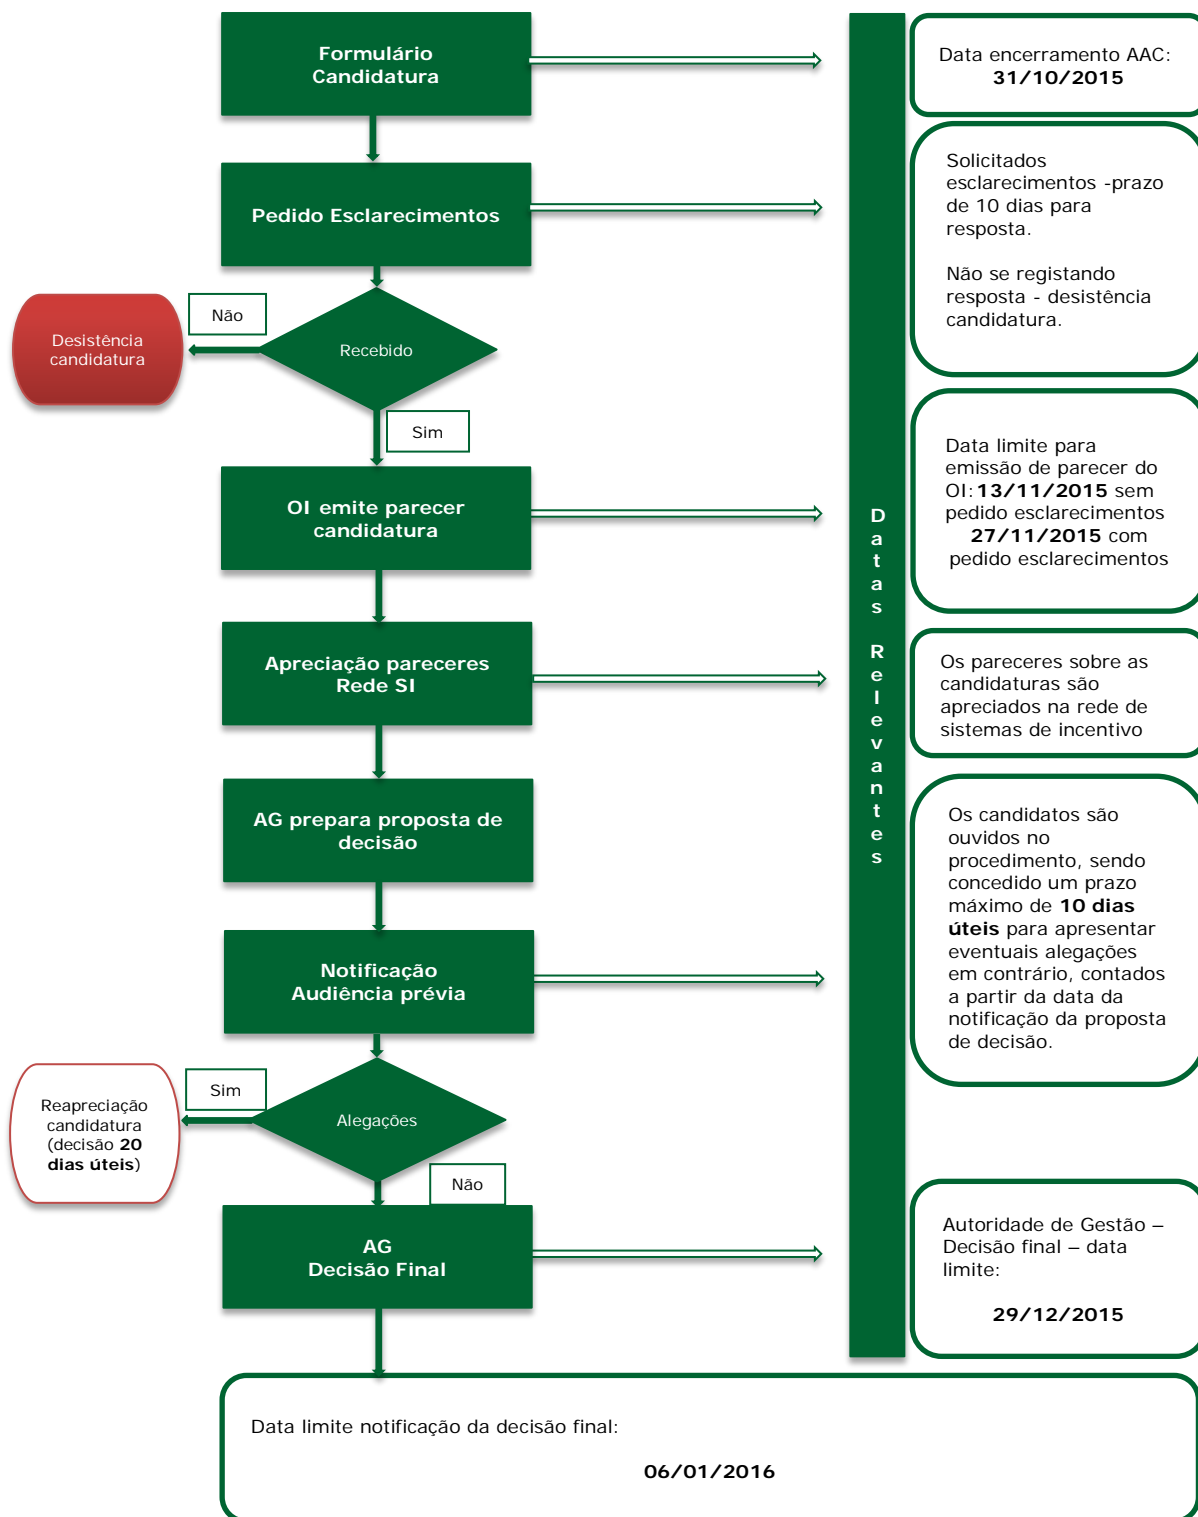 Formulário
Candidatura
Data encerramento AAC:
31/10/2015
Pedido Esclarecimentos
Solicitados
esclarecimentos -prazo
de 10 dias para
resposta.
Não se registando
resposta - desistência
candidatura.
Não
Desistência
candidatura
Recebido
Sim
OI emite parecer
candidatura
Data limite para
emissão de parecer do
OI: 13/11/2015 sem
pedido esclarecimentos
27/11/2015 com
pedido esclarecimentos
Datas Relevantes
Apreciação pareceres
Rede SI
Os pareceres sobre as
candidaturas são
apreciados na rede de
sistemas de incentivo
AG prepara proposta de
decisão
Os candidatos são
ouvidos no
procedimento, sendo
concedido um prazo
máximo de 10 dias
úteis para apresentar
eventuais alegações
em contrário, contados
a partir da data da
notificação da proposta
de decisão.
Notificação
Audiência prévia
Sim
Reapreciação
candidatura
(decisão 20
dias úteis)
Alegações
Não
AG
Decisão Final
Autoridade de Gestão –
Decisão final – data
limite:
29/12/2015
Data limite notificação da decisão final:
06/01/2016